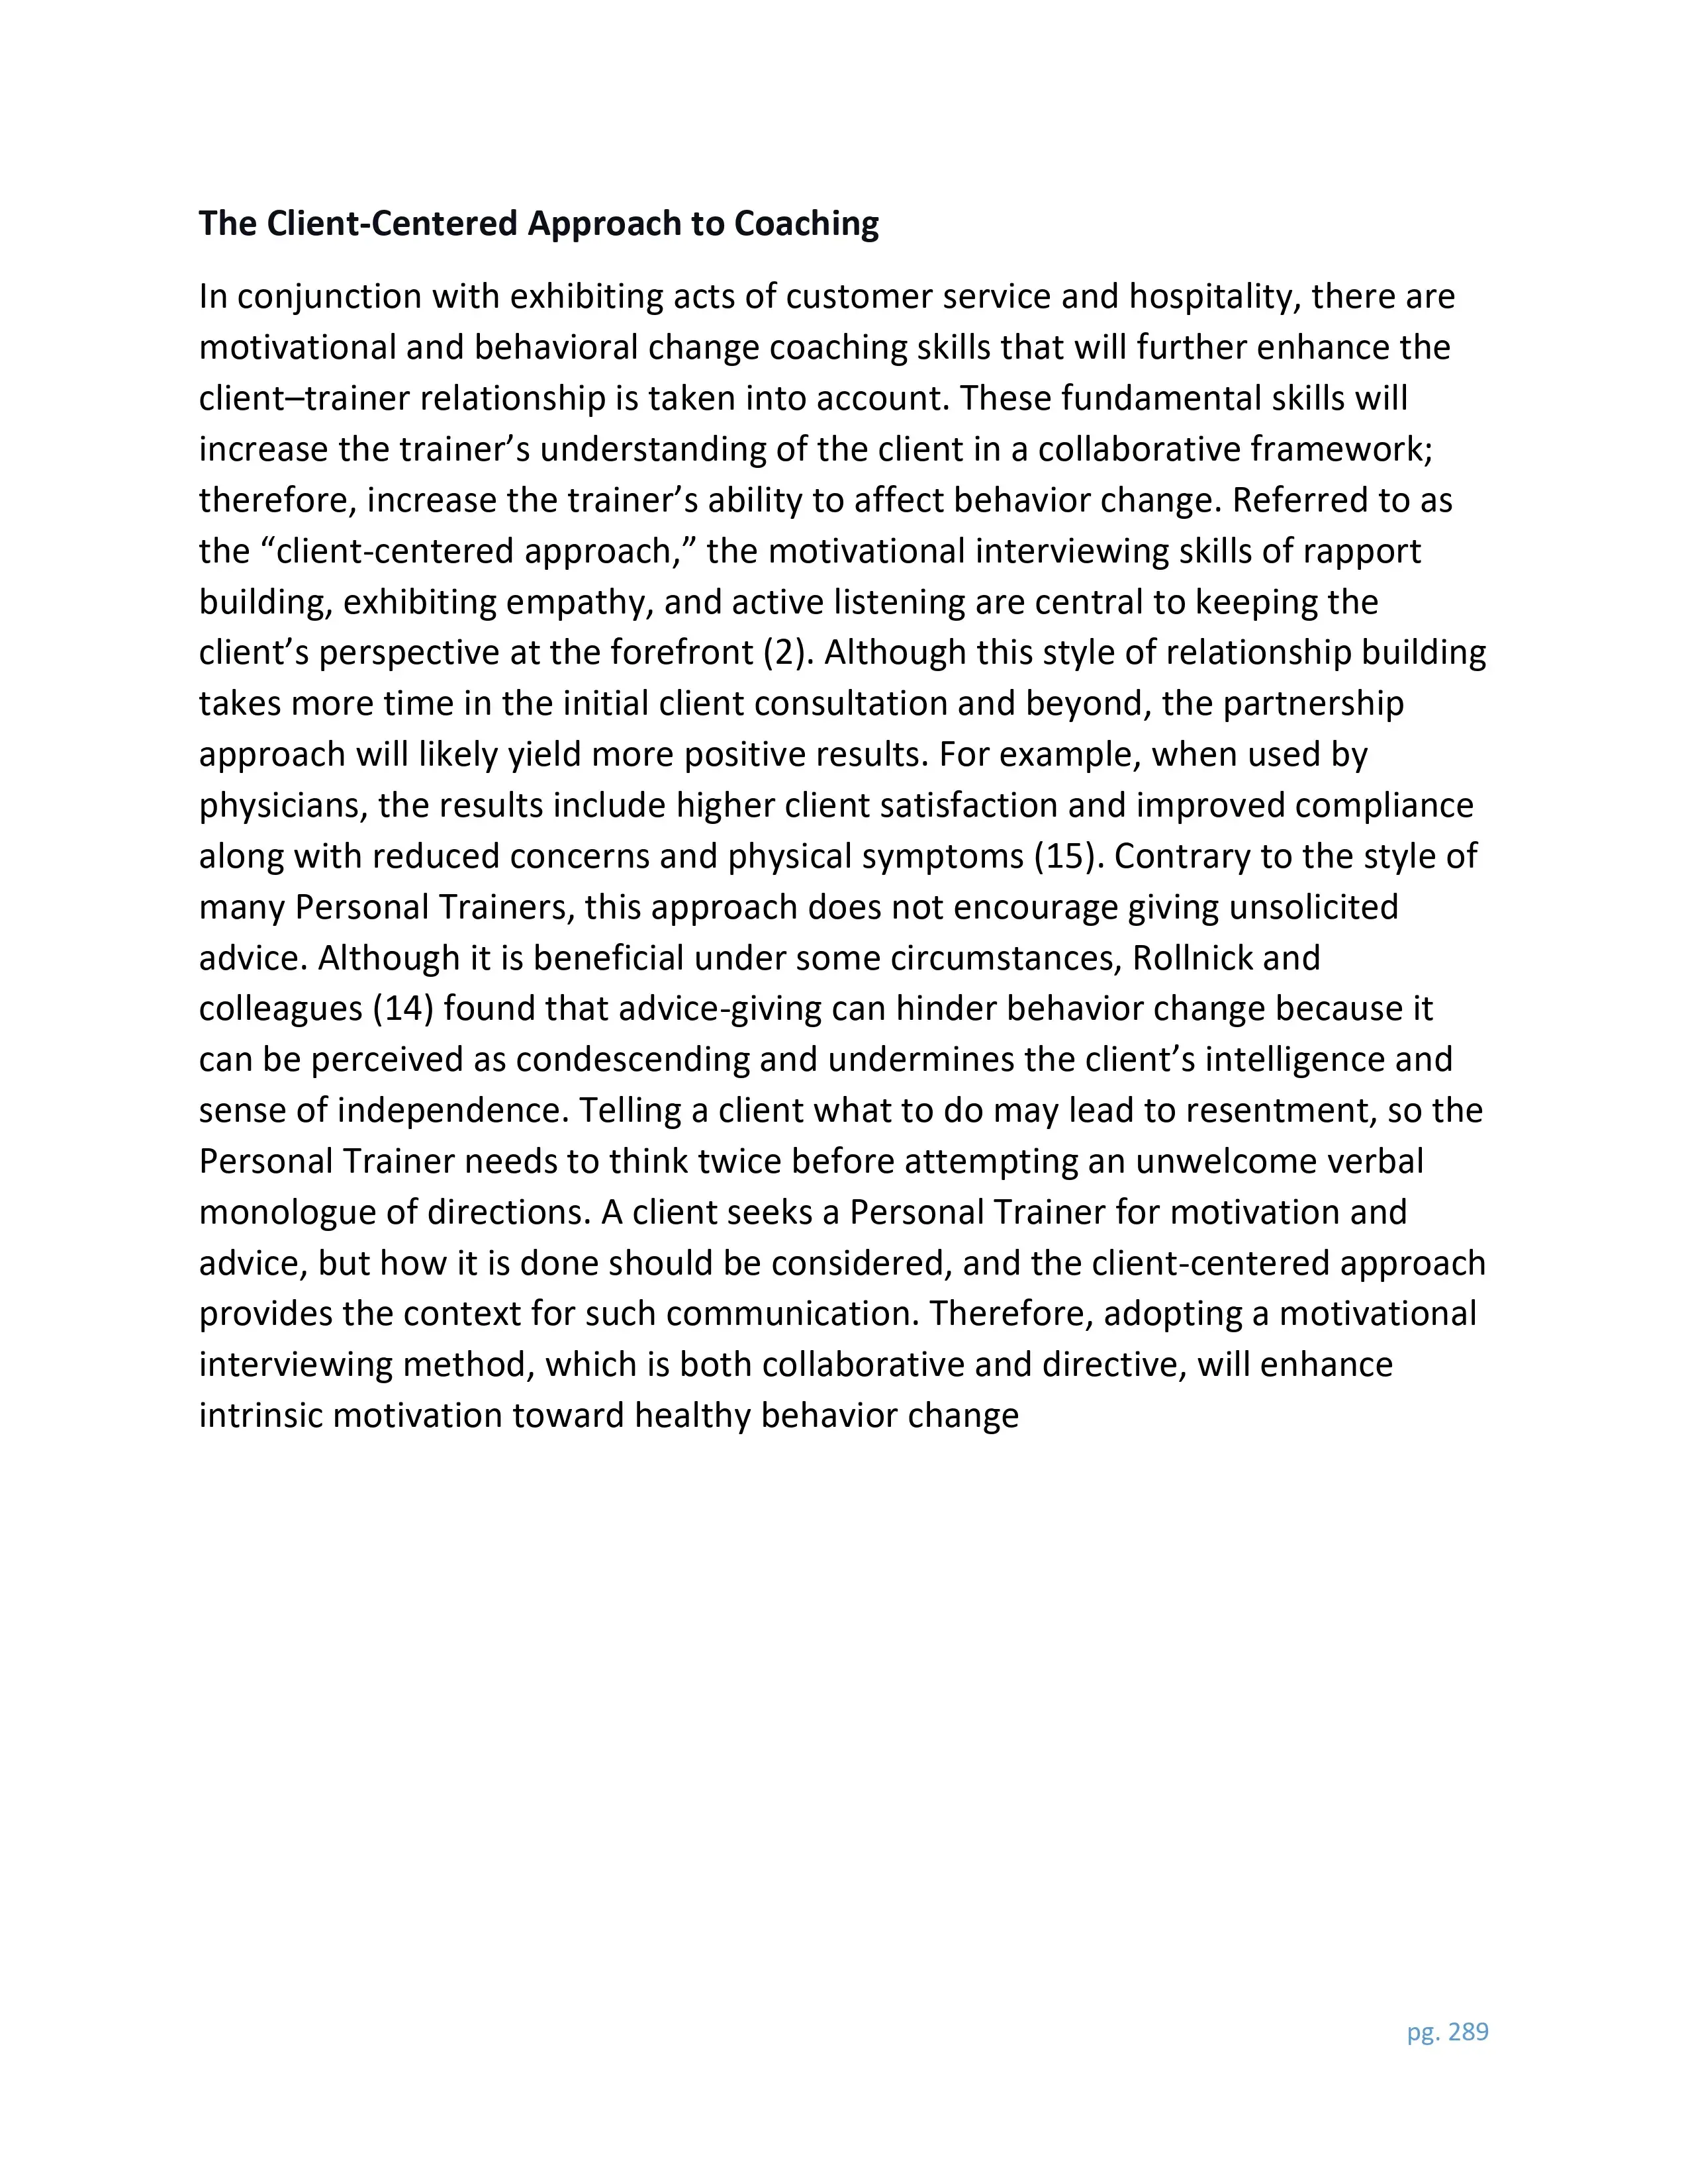 The Client-Centered Approach to Coaching
In conjunction with exhibiting acts of customer service and hospitality, there are
motivational and behavioral change coaching skills that will further enhance the
client–trainer relationship is taken into account. These fundamental skills will
increase the trainer’s understanding of the client in a collaborative framework;
therefore, increase the trainer’s ability to affect behavior change. Referred to as
the “client-centered approach,” the motivational interviewing skills of rapport
building, exhibiting empathy, and active listening are central to keeping the
client’s perspective at the forefront (2). Although this style of relationship building
takes more time in the initial client consultation and beyond, the partnership
approach will likely yield more positive results. For example, when used by
physicians, the results include higher client satisfaction and improved compliance
along with reduced concerns and physical symptoms (15). Contrary to the style of
many Personal Trainers, this approach does not encourage giving unsolicited
advice. Although it is beneficial under some circumstances, Rollnick and
colleagues (14) found that advice-giving can hinder behavior change because it
can be perceived as condescending and undermines the client’s intelligence and
sense of independence. Telling a client what to do may lead to resentment, so the
Personal Trainer needs to think twice before attempting an unwelcome verbal
monologue of directions. A client seeks a Personal Trainer for motivation and
advice, but how it is done should be considered, and the client-centered approach
provides the context for such communication. Therefore, adopting a motivational
interviewing method, which is both collaborative and directive, will enhance
intrinsic motivation toward healthy behavior change
pg. 289